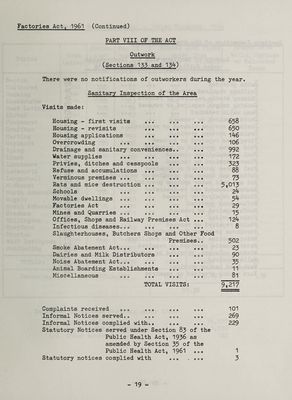 Factories Act, 1961 (Continued)
PART VIII OF THE ACT
Outwork
(Sections 133 and 134)
There were no notifications of outworkers during the year.
Sanitary Inspection of the Area
Visits made:
Housing - first visits ... ... ... 658
Housing - revisits ... ... ... 650
Housing applications ... ... ... 146
Overcrowding ... ... ... 106
Drainage and sanitary conveniences.. ... ... 992
Water supplies ... ... ... 172
Privies, ditches and cesspools ... ... 323
Refuse and accumulations ... ... ... 88
Verminous premises ... ... ... ... 73
Rats and mice destruction ... ... ... 5,013
Schools ... ... ... 24
Movable dwellings ... ... ... 54
Factories Act ... ... ... 29
Mines and Quarries ... ... ... ... 15
Offices, Shops and Railway Premises Act .. 124
Infectious diseases... ... ... ... 8
Slaughterhouses, Butchers Shops and Other Food
Premises.. 502
Smoke Abatement Act... ... ... ... 23
Dairies and Milk Distributors ... ... 90
Noise Abatement Act... ... ... ... 35
Animal Boarding Establishments ... ... 11
Miscellaneous ... ... ... 81
TOTAL VISITS: 9,217
Complaints received ... ... ... ... 101
Informal Notices served.. ... ... ... 269
Informal Notices complied with.. ... ... 229
Statutory Notices served under Section 83 of the
Public Health Act, 1936 as
amended by Section 35 of the
Public Health Act, 1961 ... 1
Statutory notices complied with ... ... 3
- 19 -